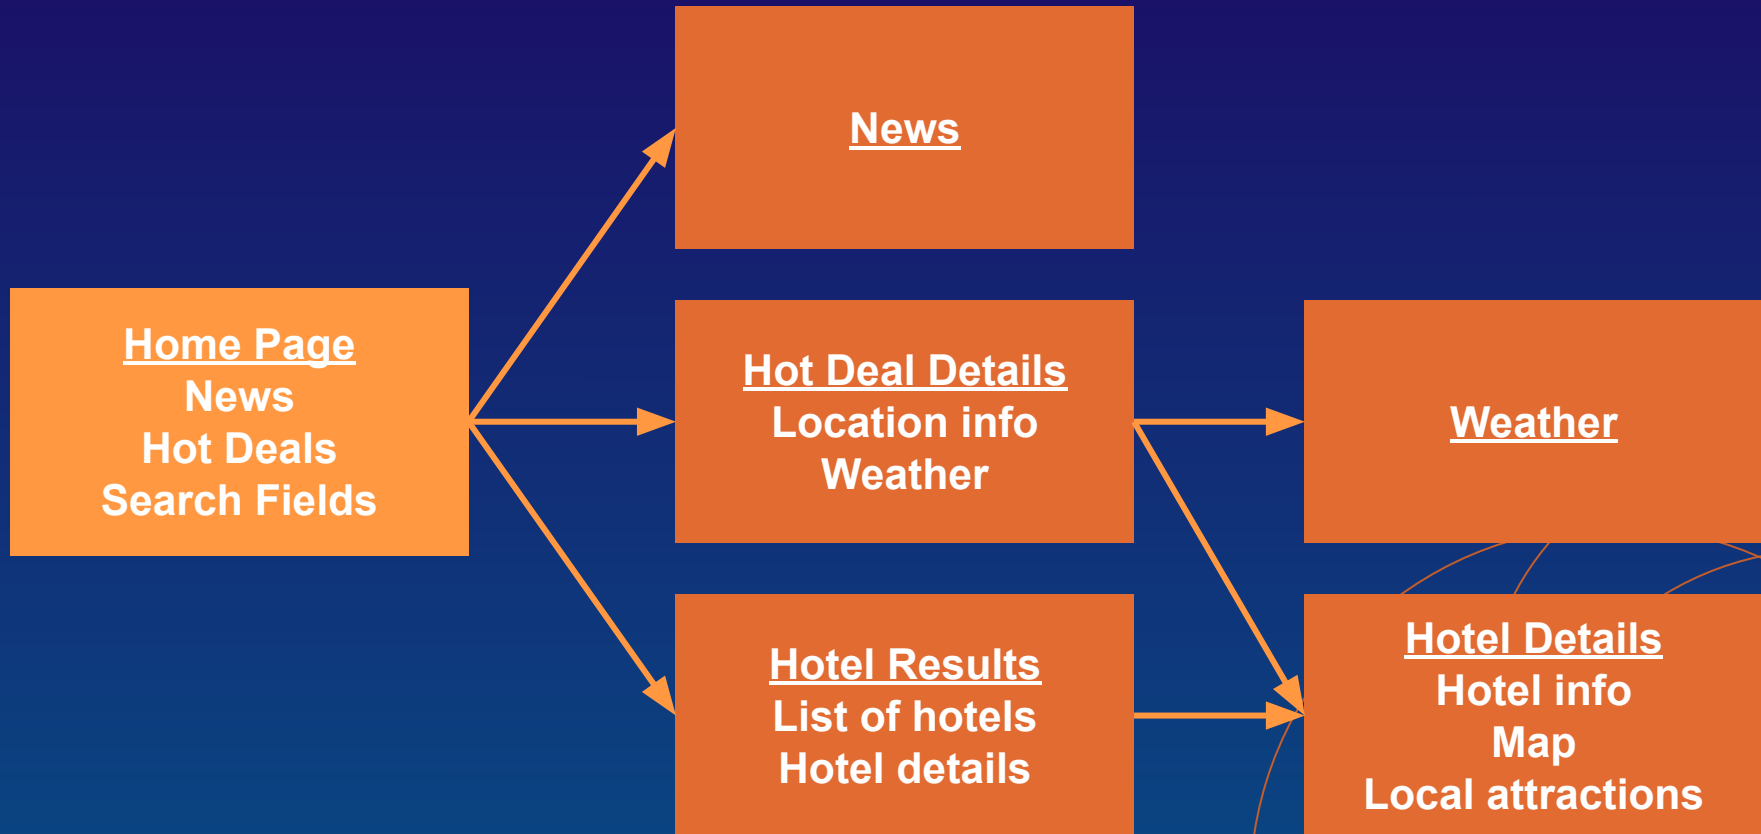 News
Home Page
News
Hot Deals
Search Fields
Hot Deal Details
Location info
Weather
Weather
Hotel Results
List of hotels
Hotel details
Hotel Details
Hotel info
Map
Local attractions